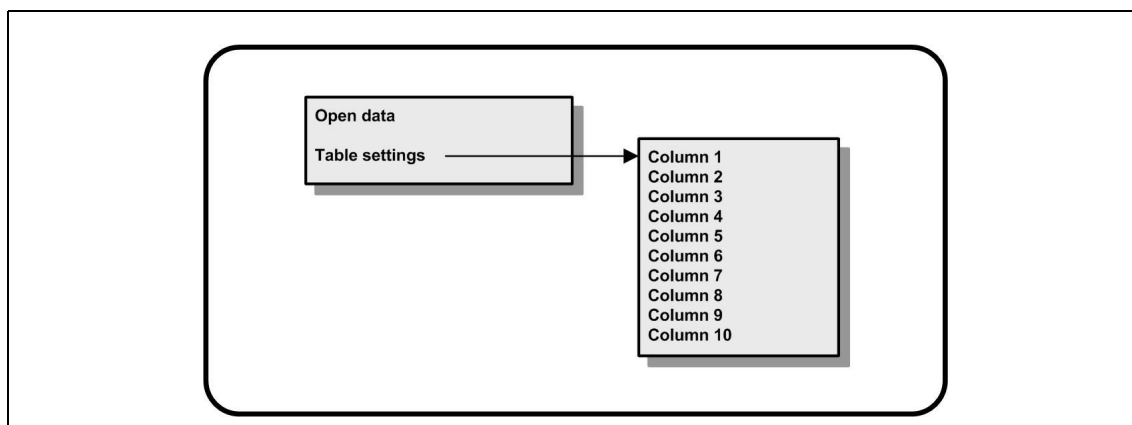 Open data
Table settings
Column 1
Column 2
Column 3
Column 4
Column 5
Column 6
Column 7
Column 8
Column 9
Column 10